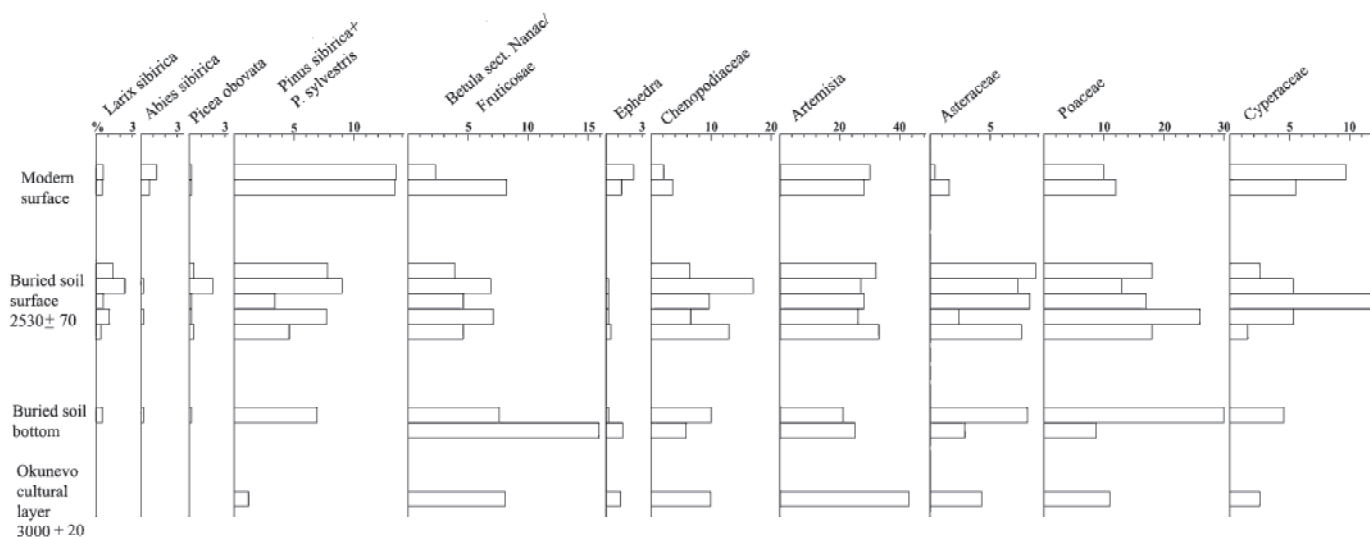 Larix sibirica
Abies sibirica
Picea obovata
Pinus sibirica+
P. sylvestris
Betula sect. Nanae/
Fruticosae
Ephedra
Chenopodiaceae
Artemisia
Asteraceae
Poaceae
Cyperaceae
% 3 3 3 5 10 5 10 15 3 10 20 20 40 5 10 20 30 5 10
Modern
surface
Buried soil
surface
2530± 70
Buried soil
bottom
Okunevo
cultural
layer
3000 ± 20